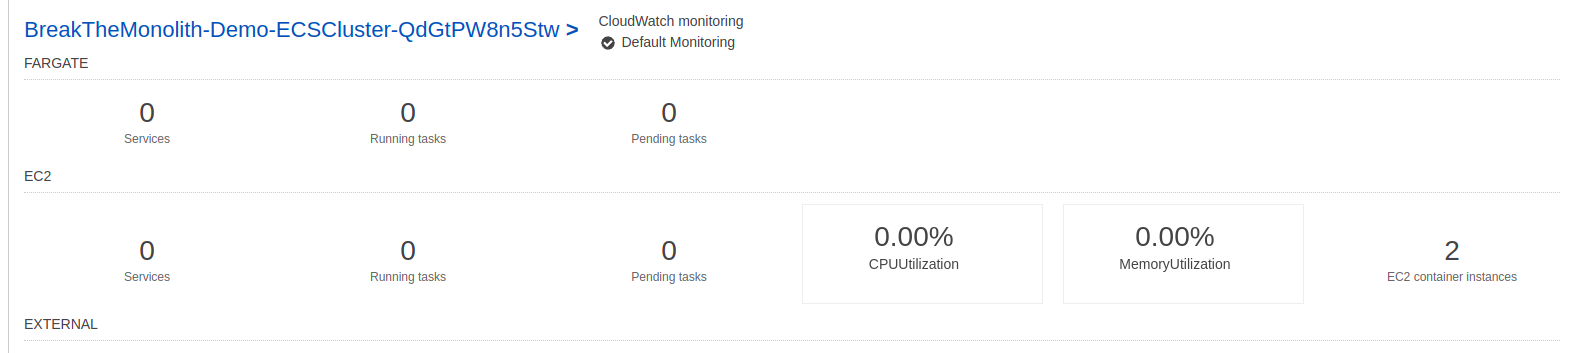 BreakTheMonolith-Demo-ECSCluster-QdGtPW8n5Stw >
CloudWatch monitoring
Default Monitoring
FARGATE
0 0 0
Services Running tasks Pending tasks
EC2
0 0 0 0.00% 0.00% 2
Services Running tasks Pending tasks CPUUtilization MemoryUtilization EC2 container instances
EXTERNAL